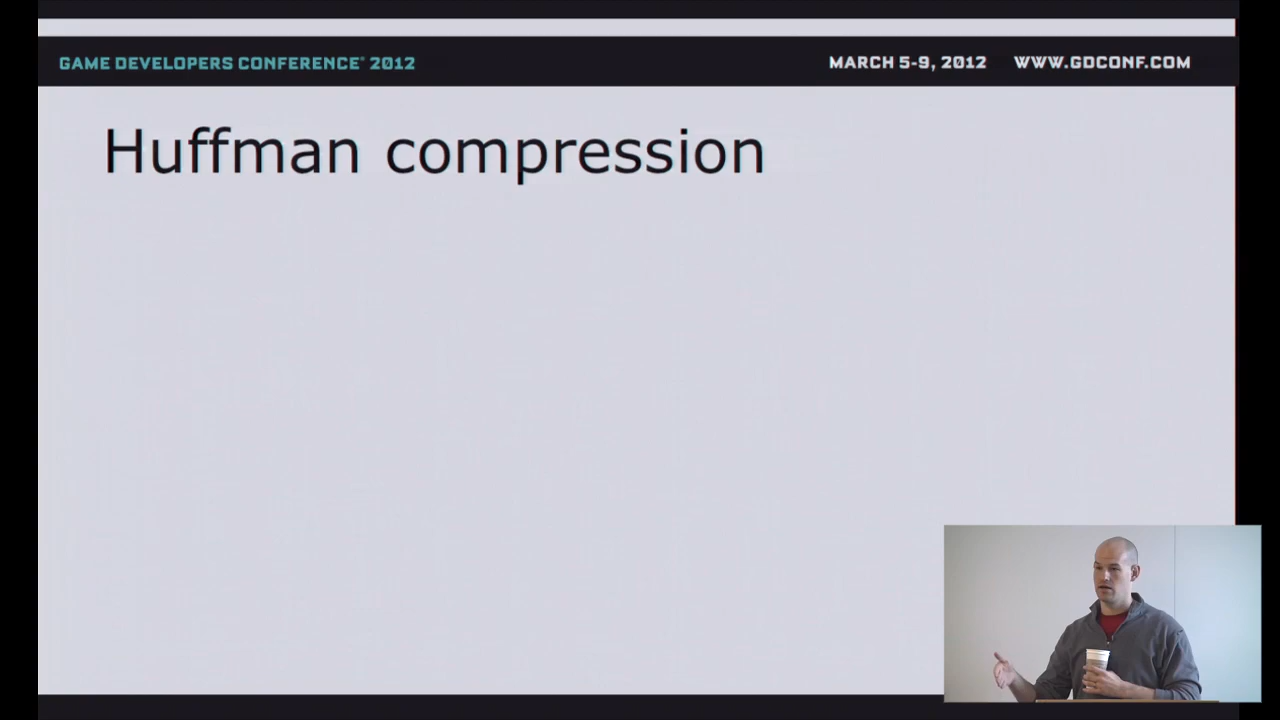 GAME DEVELOPERS CONFERENCE® 2012 MARCH 5-9, 2012 WWW.GDCONF.COM
Huffman compression